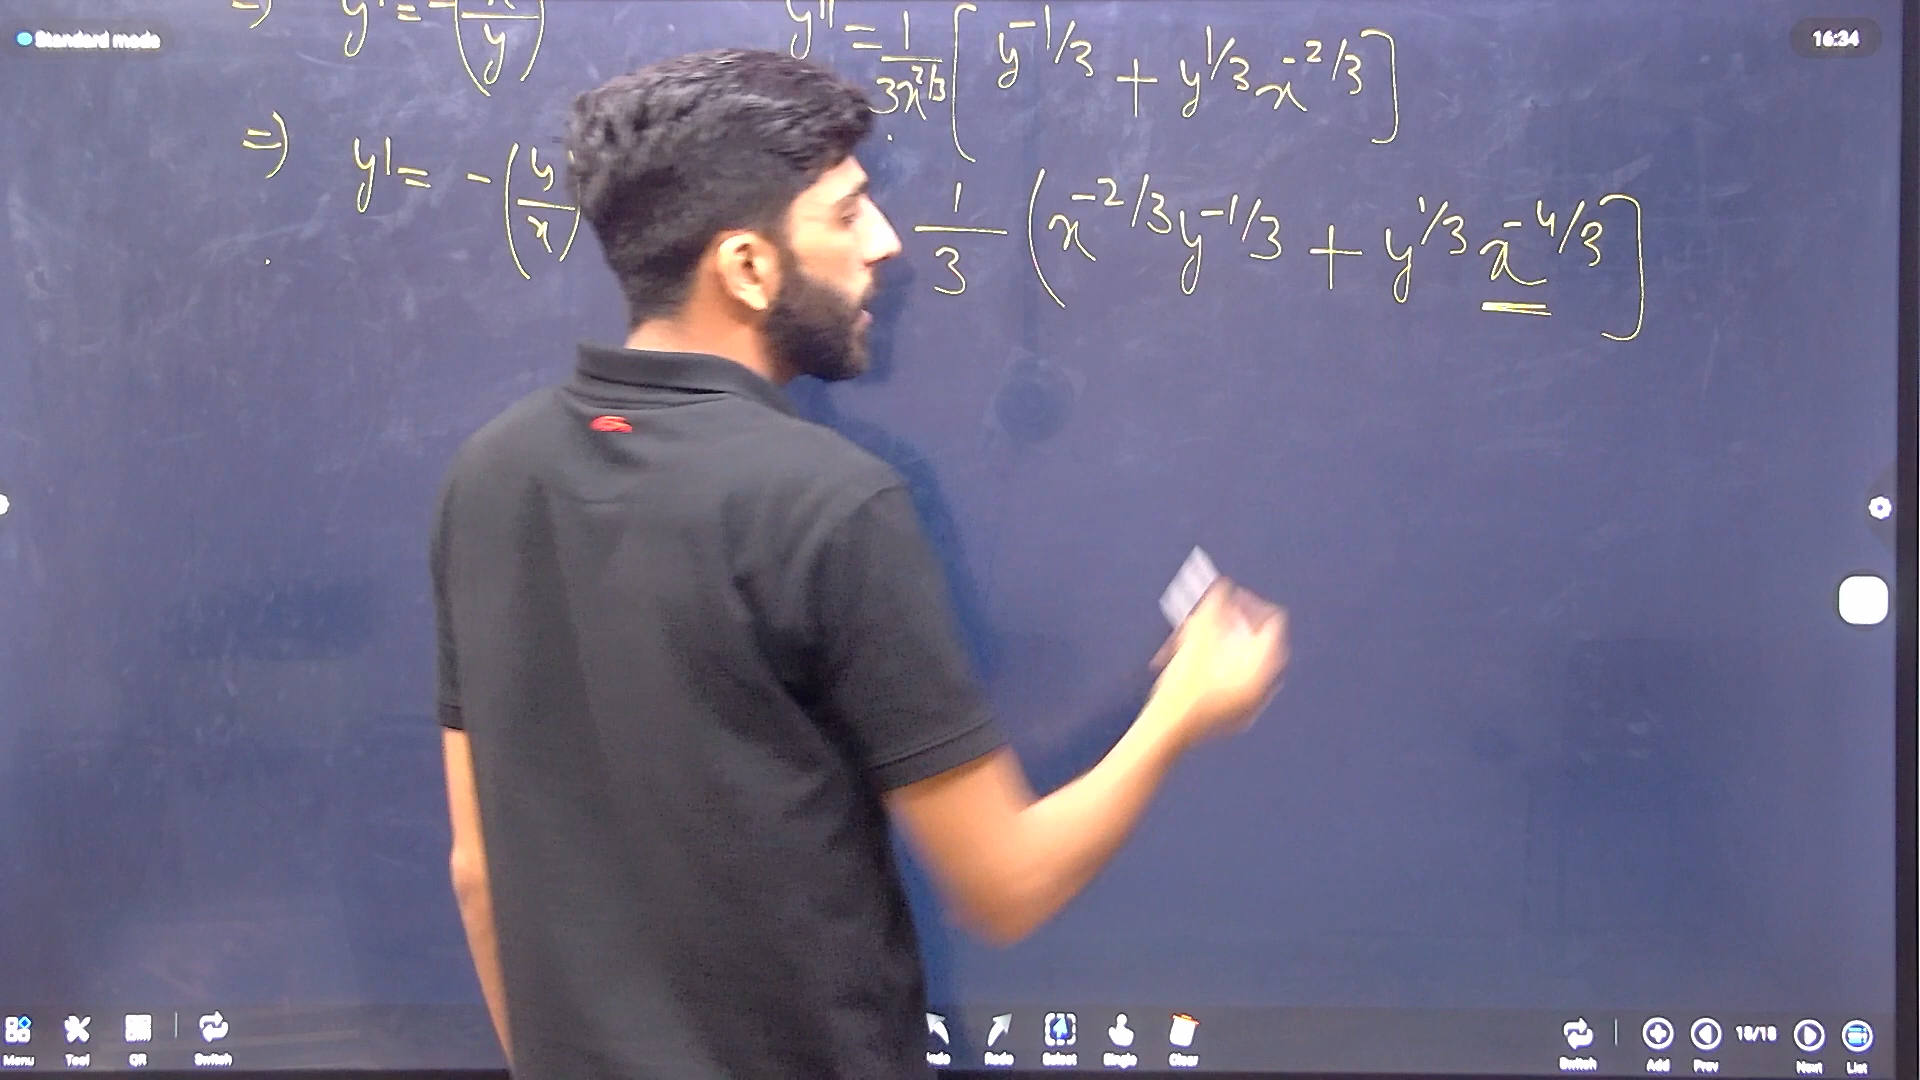 Standard mode
16:34
=) y' = -(x/y)
y'' = 1/3x^2/3 [ y^-1/3 + y^1/3 x^-2/3 ]
=) y' = -(y/x)
1/3 ( x^-2/3 y^-1/3 + y^1/3 x^-4/3 ]
Menu Tool QR Switch Undo Redo Select Single Clear Switch Add Prev 18/18 Next List